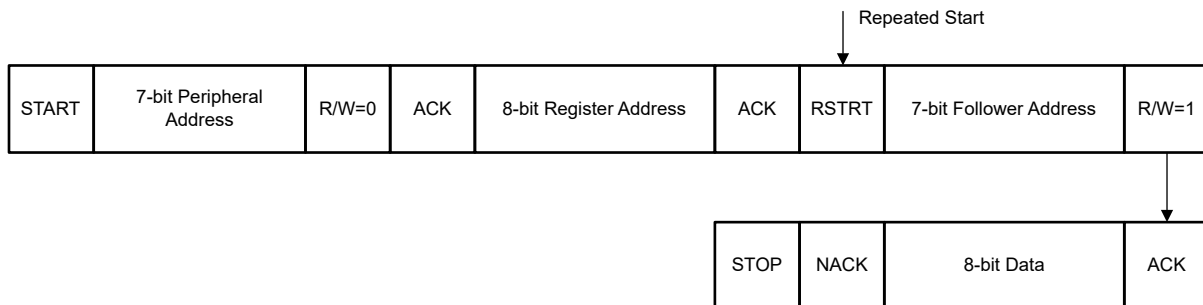 Repeated Start
START
7-bit Peripheral
Address
R/W=0
ACK
8-bit Register Address
ACK
RSTRT
7-bit Follower Address
R/W=1
STOP
NACK
8-bit Data
ACK